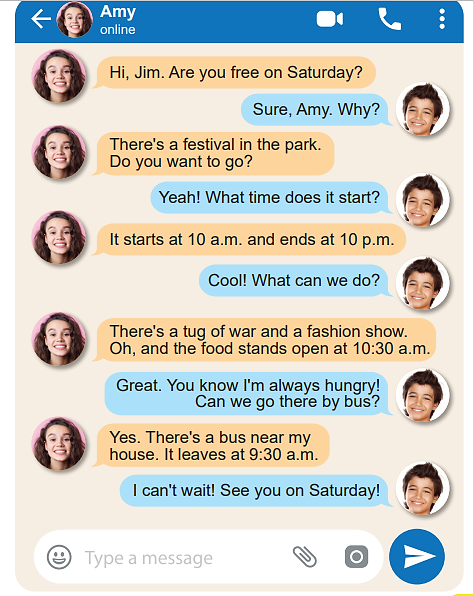 Amy
online
Hi, Jim. Are you free on Saturday?
Sure, Amy. Why?
There's a festival in the park.
Do you want to go?
Yeah! What time does it start?
It starts at 10 a.m. and ends at 10 p.m.
Cool! What can we do?
There's a tug of war and a fashion show.
Oh, and the food stands open at 10:30 a.m.
Great. You know I'm always hungry!
Can we go there by bus?
Yes. There's a bus near my
house. It leaves at 9:30 a.m.
I can't wait! See you on Saturday!
Type a message